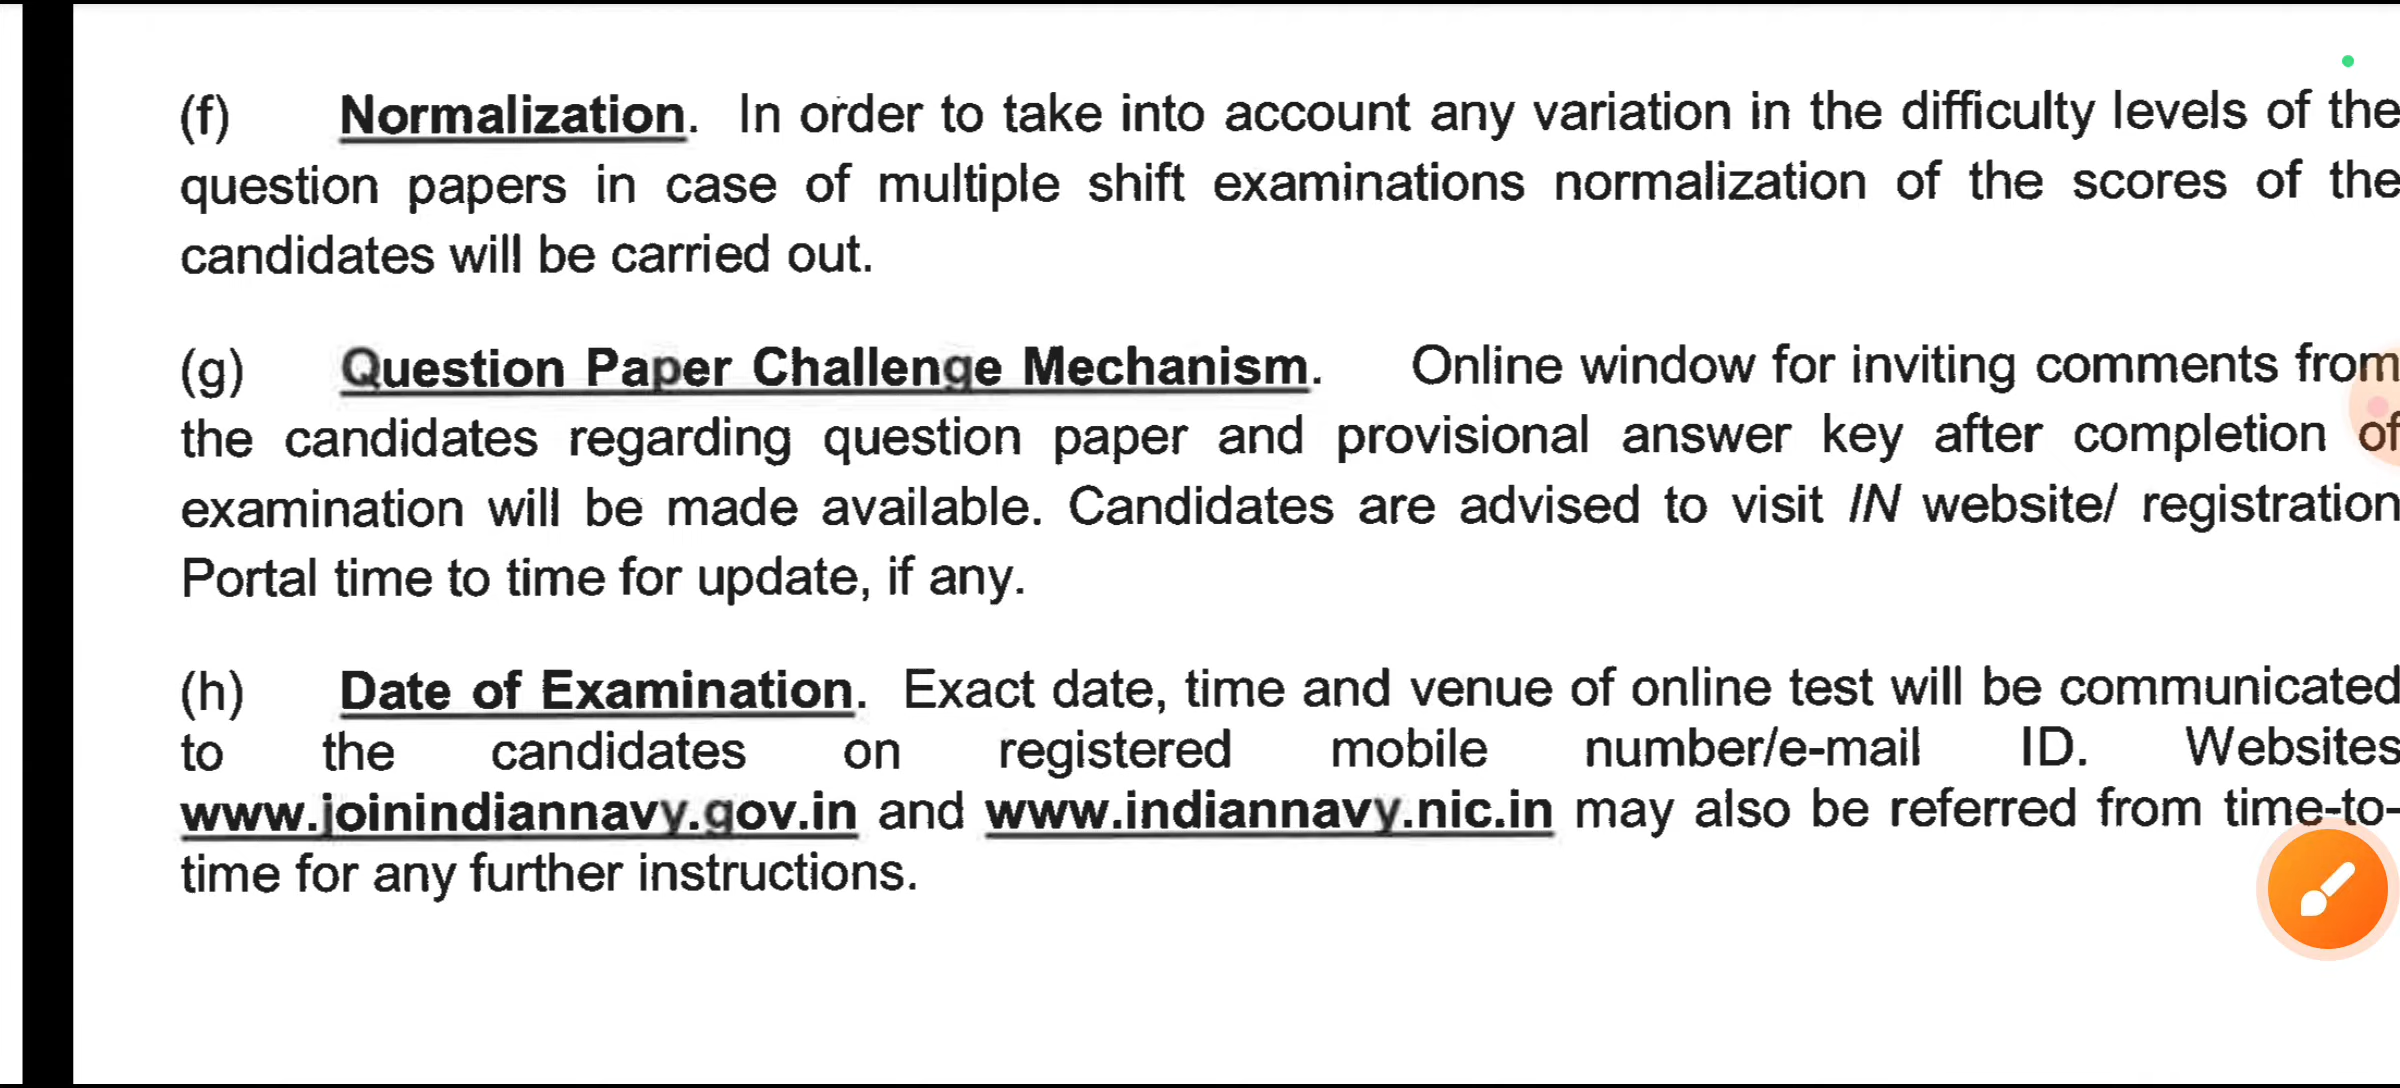 (f) Normalization. In order to take into account any variation in the difficulty levels of the
question papers in case of multiple shift examinations normalization of the scores of the
candidates will be carried out.
(g) Question Paper Challenge Mechanism. Online window for inviting comments from
the candidates regarding question paper and provisional answer key after completion of
examination will be made available. Candidates are advised to visit IN website/ registration
Portal time to time for update, if any.
(h) Date of Examination. Exact date, time and venue of online test will be communicated
to the candidates on registered mobile number/e-mail ID. Websites
www.joinindiannavy.gov.in and www.indiannavy.nic.in may also be referred from time-to-
time for any further instructions.